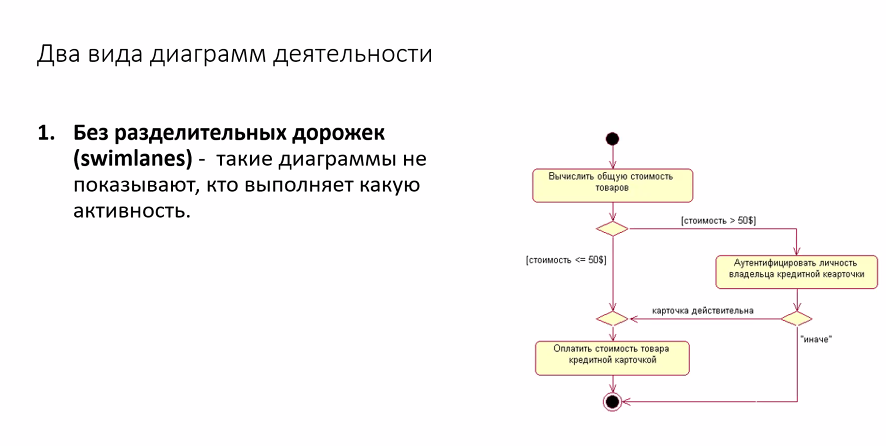 Два вида диаграмм деятельности
1. Без разделительных дорожек
(swimlanes) - такие диаграммы не
показывают, кто выполняет какую
активность.
Вычислить общую стоимость
товаров
[стоимость > 50$]
[стоимость <= 50$]
Аутентифицировать личность
владельца кредитной кеарточки
карточка действительна
"иначе"
Оплатить стоимость товара
кредитной карточкой